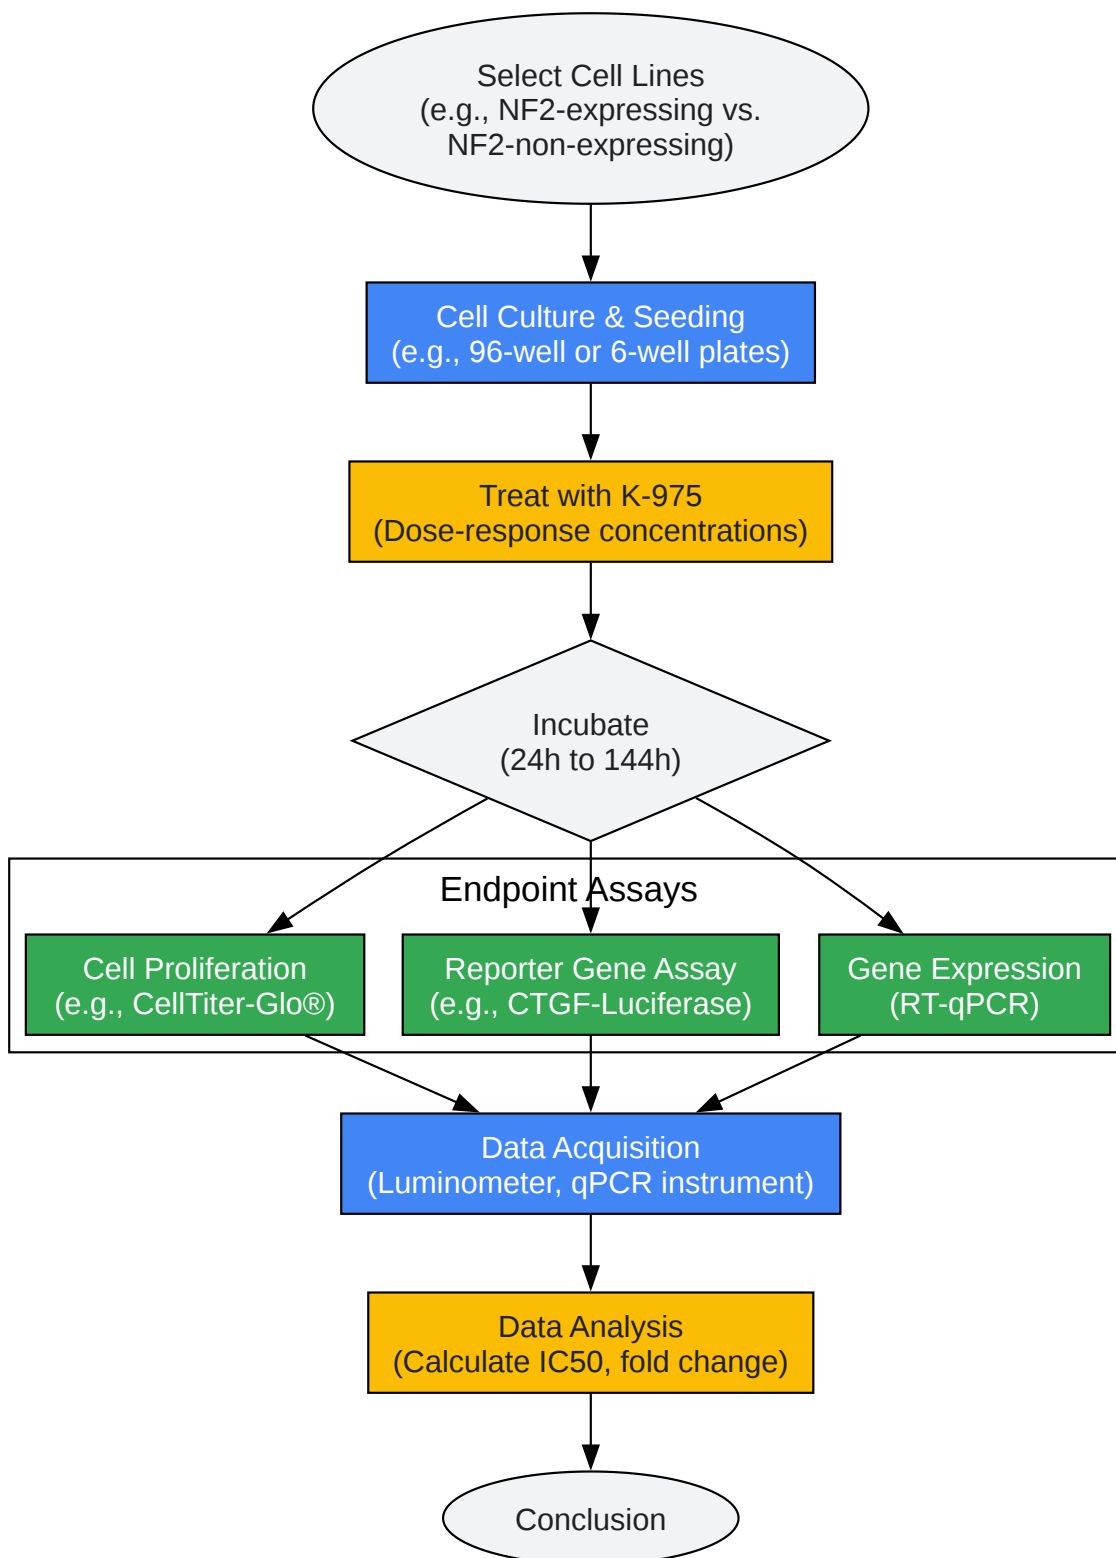 Select Cell Lines
(e.g., NF2-expressing vs.
NF2-non-expressing)
Cell Culture & Seeding
(e.g., 96-well or 6-well plates)
Treat with K-975
(Dose-response concentrations)
Incubate
(24h to 144h)
Endpoint Assays
Cell Proliferation
(e.g., CellTiter-Glo®)
Reporter Gene Assay
(e.g., CTGF-Luciferase)
Gene Expression
(RT-qPCR)
Data Acquisition
(Luminometer, qPCR instrument)
Data Analysis
(Calculate IC50, fold change)
Conclusion